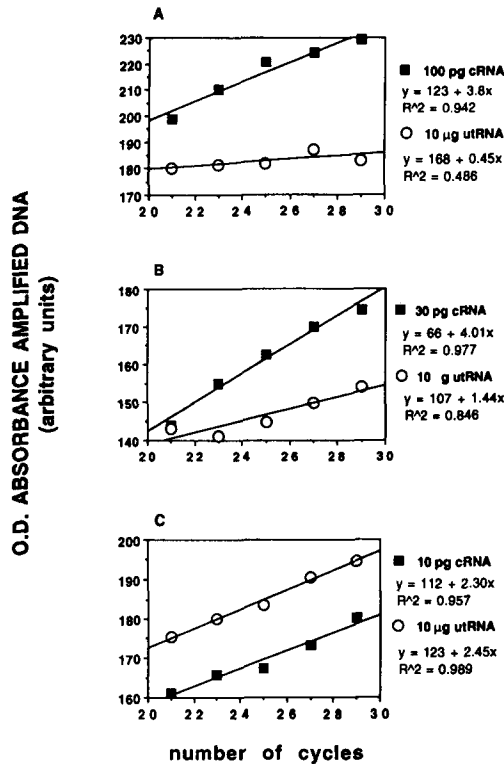 A
230
220
210
200
190
180
170
20 22 24 26 28 30
100 pg cRNA
y = 123 + 3.8x
R^2 = 0.942
10 µg utRNA
y = 168 + 0.45x
R^2 = 0.486
O.D. ABSORBANCE AMPLIFIED DNA
(arbitrary units)
B
180
170
160
150
140
20 22 24 26 28 30
30 pg cRNA
y = 66 + 4.01x
R^2 = 0.977
10 g utRNA
y = 107 + 1.44x
R^2 = 0.846
C
200
190
180
170
160
20 22 24 26 28 30
10 pg cRNA
y = 112 + 2.30x
R^2 = 0.957
10 µg utRNA
y = 123 + 2.45x
R^2 = 0.989
number of cycles